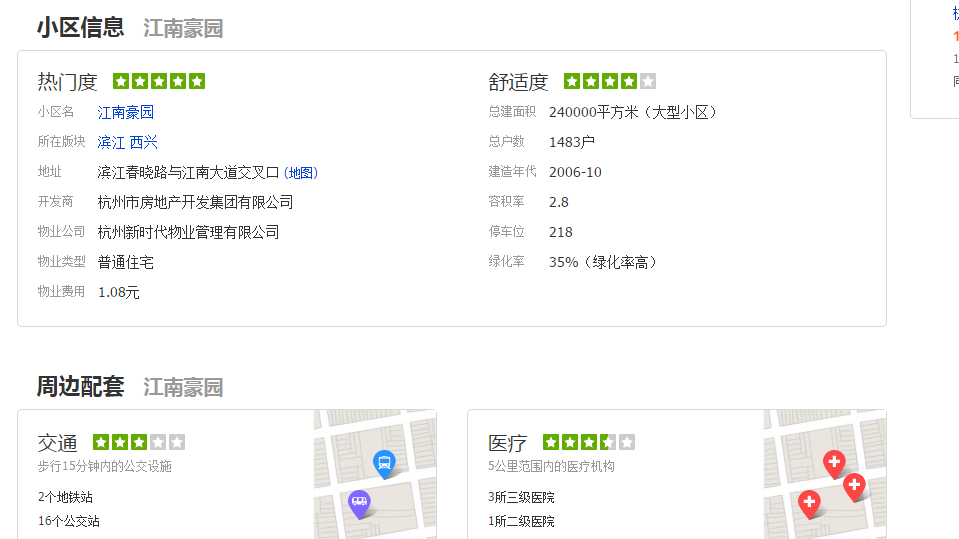 小区信息 江南豪园
热门度
小区名 江南豪园
所在版块 滨江 西兴
地址 滨江春晓路与江南大道交叉口 (地图)
开发商 杭州市房地产开发集团有限公司
物业公司 杭州新时代物业管理有限公司
物业类型 普通住宅
物业费用 1.08元
舒适度
总建面积 240000平方米（大型小区）
总户数 1483户
建造年代 2006-10
容积率 2.8
停车位 218
绿化率 35%（绿化率高）
周边配套 江南豪园
交通
步行15分钟内的公交设施
2个地铁站
16个公交站
医疗
5公里范围内的医疗机构
3所三级医院
1所二级医院